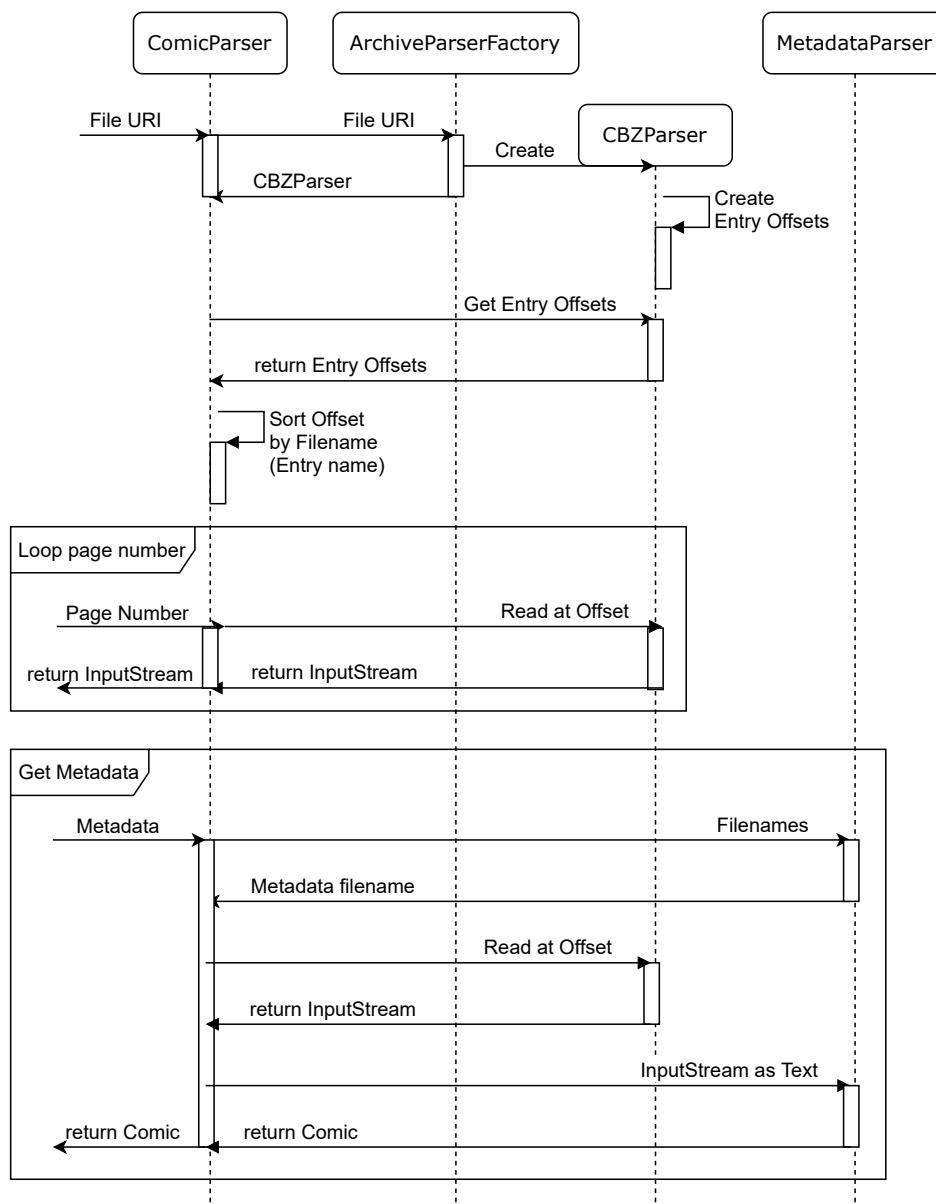 ComicParser
ArchiveParserFactory
MetadataParser
File URI
File URI
CBZParser
Create
CBZParser
Create
Entry Offsets
Get Entry Offsets
return Entry Offsets
Sort Offset
by Filename
(Entry name)
Loop page number
Page Number
Read at Offset
return InputStream
return InputStream
Get Metadata
Metadata
Filenames
Metadata filename
Read at Offset
return InputStream
InputStream as Text
return Comic
return Comic